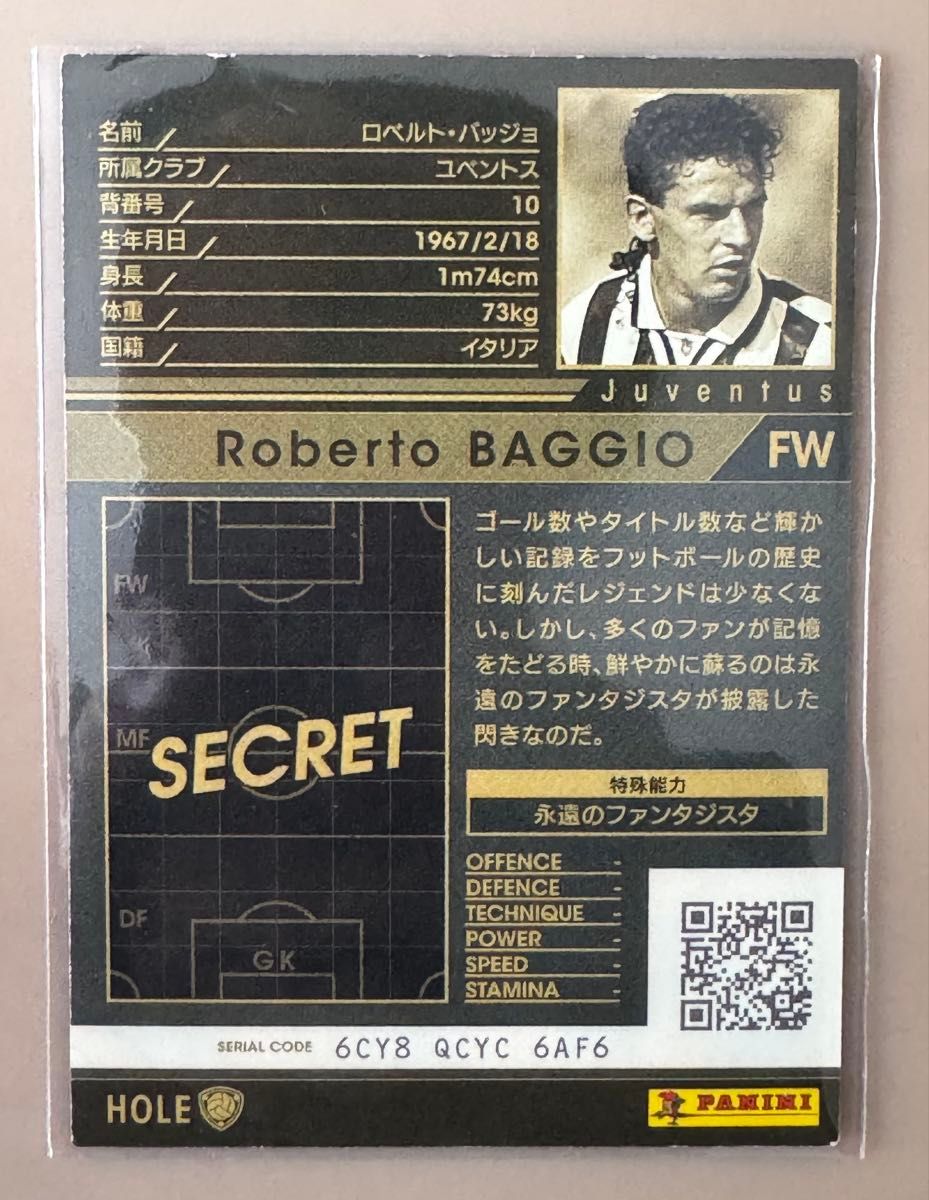 名前 ロベルト・バッジョ
所属クラブ ユベントス
背番号 10
生年月日 1967/2/18
身長 1m74cm
体重 73kg
国籍 イタリア
Juventus
Roberto BAGGIO FW
FW
MF
SECRET
DF
GK
ゴール数やタイトル数など輝か
しい記録をフットボールの歴史
に刻んだレジェンドは少なくな
い。しかし、多くのファンが記憶
をたどる時、鮮やかに蘇るのは永
遠のファンタジスタが披露した
閃きなのだ。
特殊能力
永遠のファンタジスタ
OFFENCE -
DEFENCE -
TECHNIQUE -
POWER -
SPEED -
STAMINA -
SERIAL CODE 6CY8 QCYC 6AF6
HOLE
PANINI